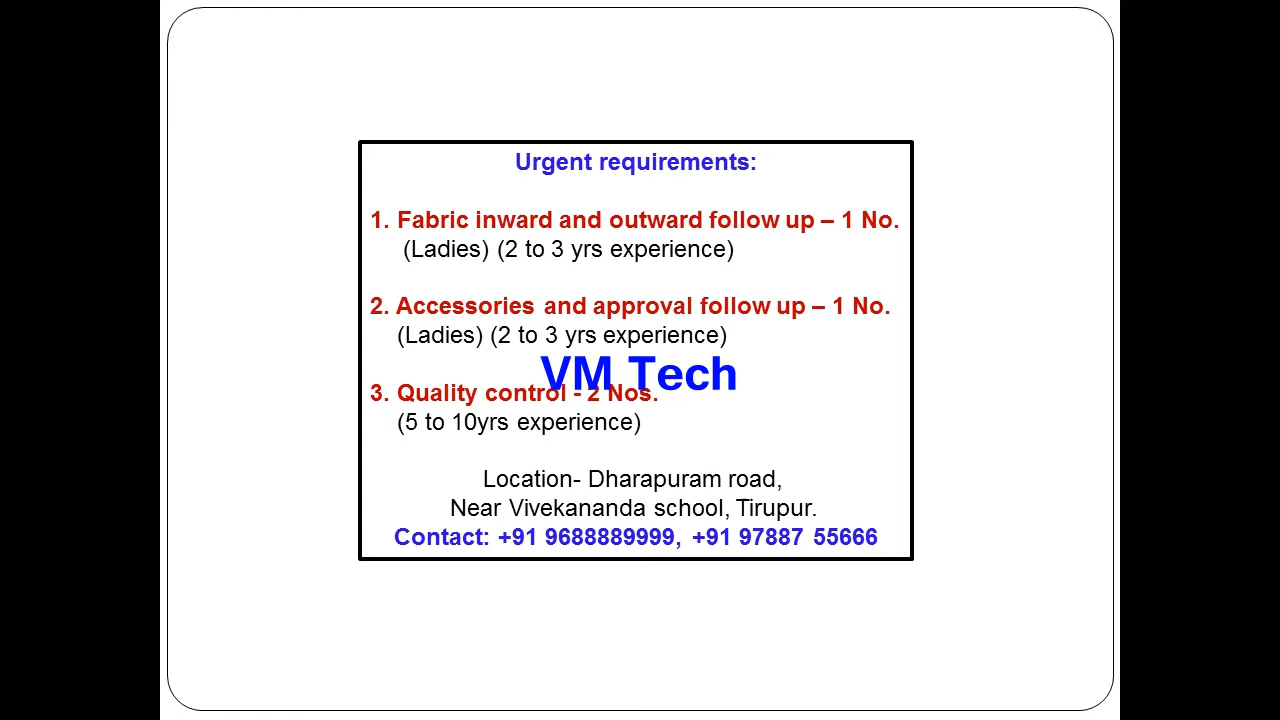 Urgent requirements:
1. Fabric inward and outward follow up – 1 No.
(Ladies) (2 to 3 yrs experience)
2. Accessories and approval follow up – 1 No.
(Ladies) (2 to 3 yrs experience)
VM Tech
3. Quality control - 2 Nos.
(5 to 10yrs experience)
Location- Dharapuram road,
Near Vivekananda school, Tirupur.
Contact: +91 9688889999, +91 97887 55666